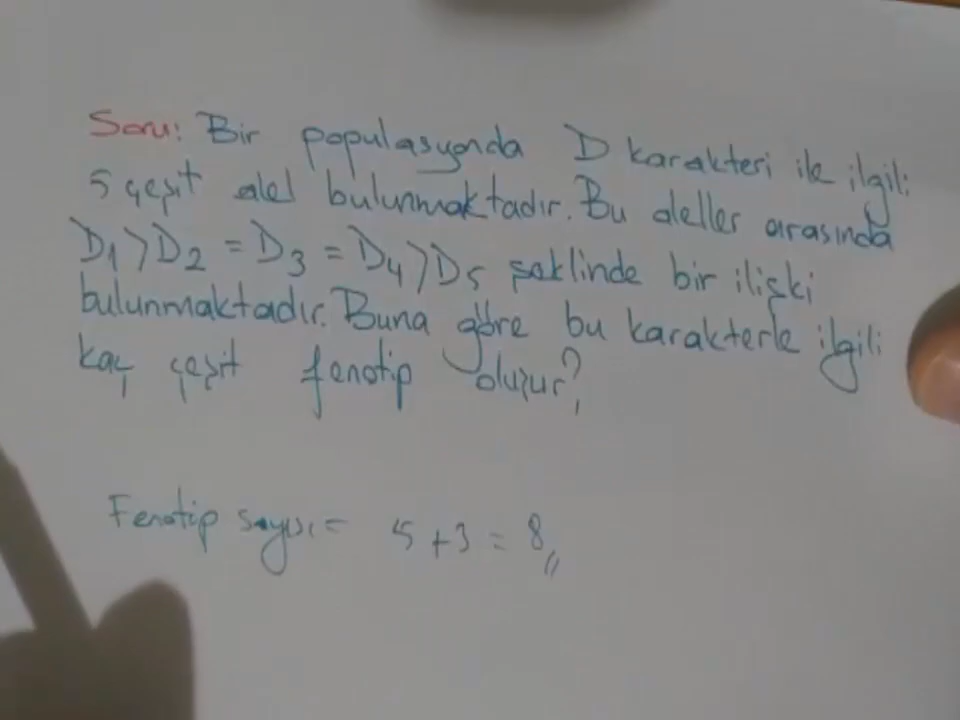 Soru: Bir populasyonda D karakteri ile ilgili
5 çeşit alel bulunmaktadır. Bu aleller arasında
D1 > D2 = D3 = D4 > D5 şeklinde bir ilişki
bulunmaktadır. Buna göre bu karakterle ilgili
kaç çeşit fenotip oluşur?
Fenotip sayısı = 5 + 3 = 8